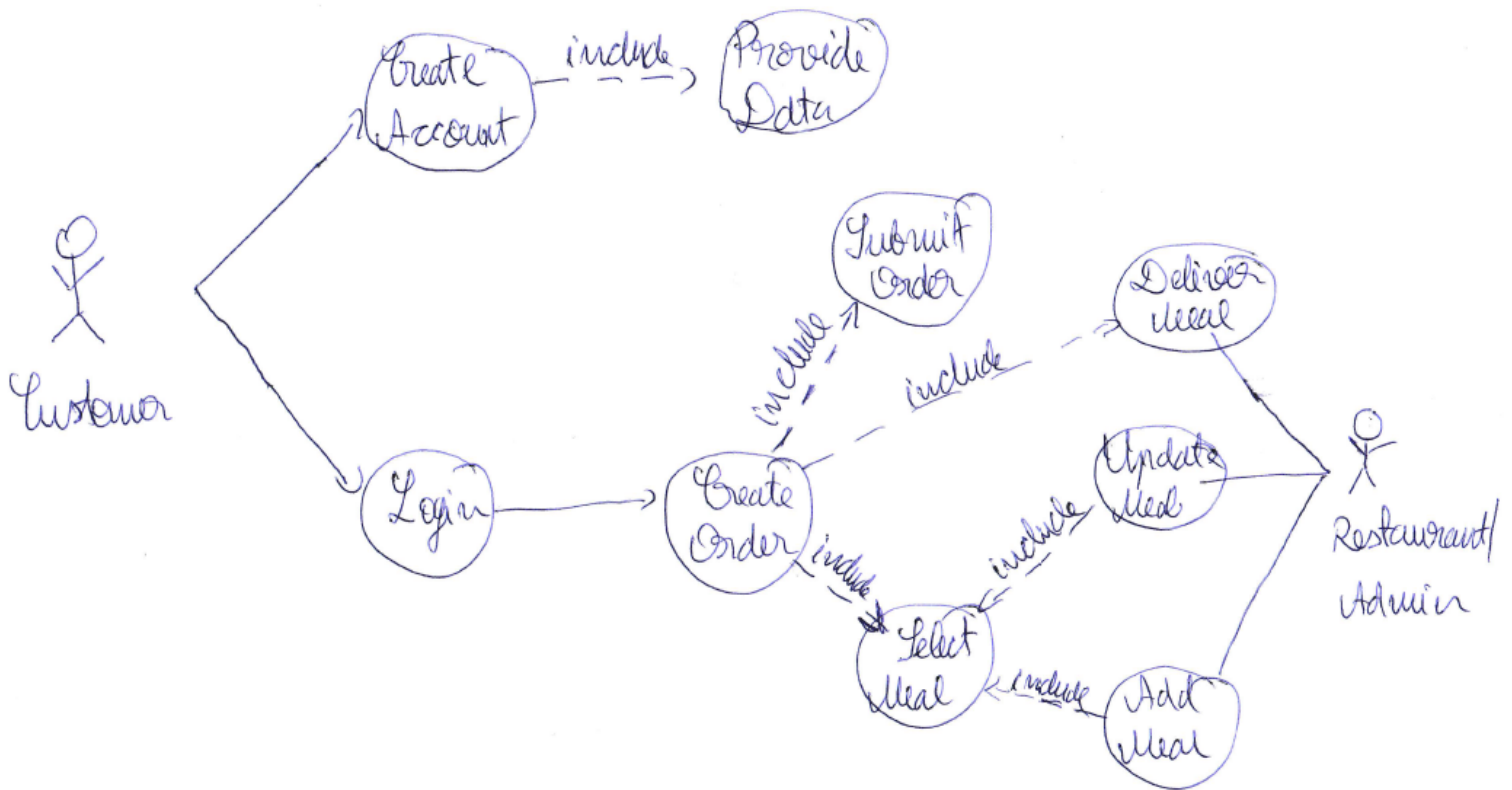 Create
Account
include
Provide
Data
Submit
Order
Deliver
Meal
Customer
include
include
Login
Create
Order
Update
Meal
Restaurant/
Admin
include
include
Select
Meal
include
Add
Meal